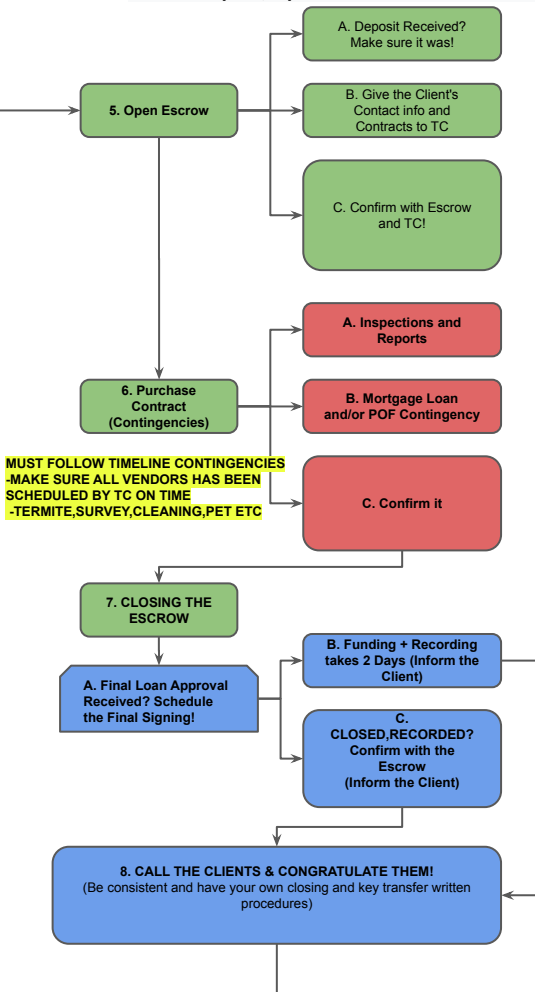 A. Deposit Received?
Make sure it was!
5. Open Escrow
B. Give the Client's
Contact info and
Contracts to TC
C. Confirm with Escrow
and TC!
A. Inspections and
Reports
6. Purchase
Contract
(Contingencies)
B. Mortgage Loan
and/or POF Contingency
MUST FOLLOW TIMELINE CONTINGENCIES
-MAKE SURE ALL VENDORS HAS BEEN
SCHEDULED BY TC ON TIME
-TERMITE,SURVEY,CLEANING,PET ETC
C. Confirm it
7. CLOSING THE
ESCROW
A. Final Loan Approval
Received? Schedule
the Final Signing!
B. Funding + Recording
takes 2 Days (Inform the
Client)
C.
CLOSED,RECORDED?
Confirm with the
Escrow
(Inform the Client)
8. CALL THE CLIENTS & CONGRATULATE THEM!
(Be consistent and have your own closing and key transfer written
procedures)